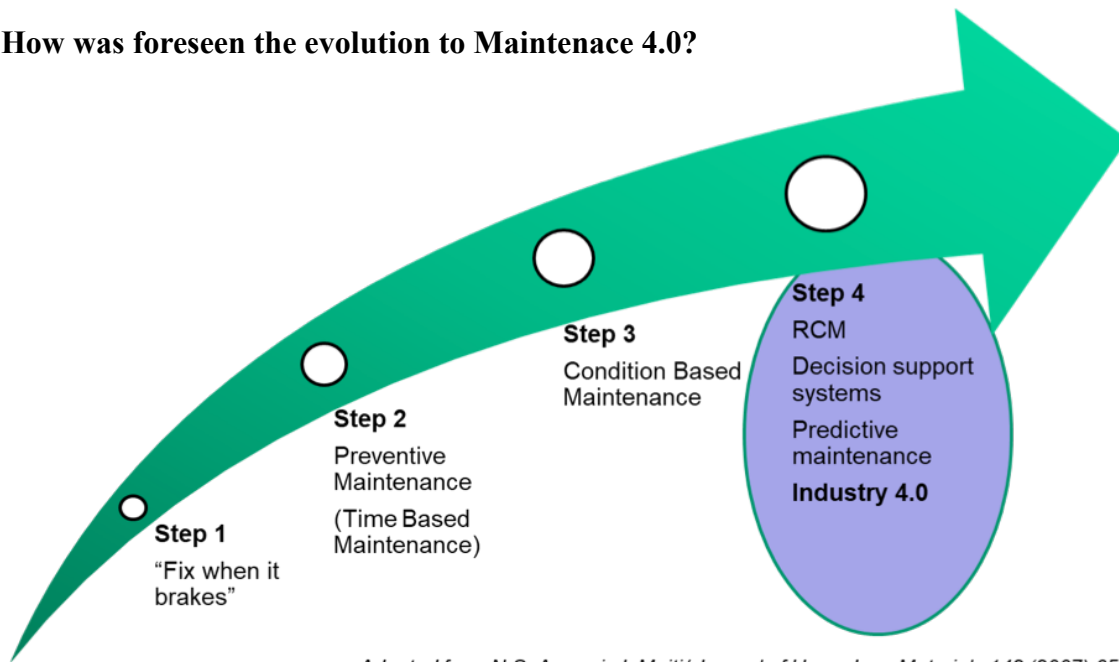 How was foreseen the evolution to Maintenace 4.0?
Step 1
“Fix when it
brakes”
Step 2
Preventive
Maintenance
(Time Based
Maintenance)
Step 3
Condition Based
Maintenance
Step 4
RCM
Decision support
systems
Predictive
maintenance
Industry 4.0